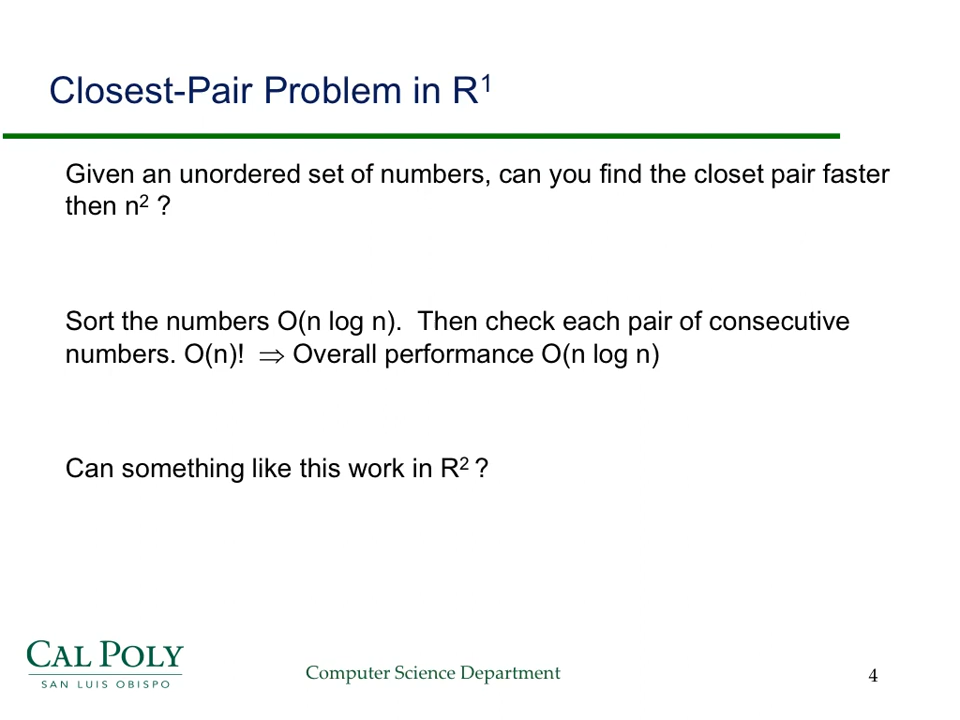 Closest-Pair Problem in R¹
Given an unordered set of numbers, can you find the closet pair faster
then n² ?
Sort the numbers O(n log n).  Then check each pair of consecutive
numbers. O(n)!  ⇒ Overall performance O(n log n)
Can something like this work in R² ?
CAL POLY
SAN LUIS OBISPO
Computer Science Department
4